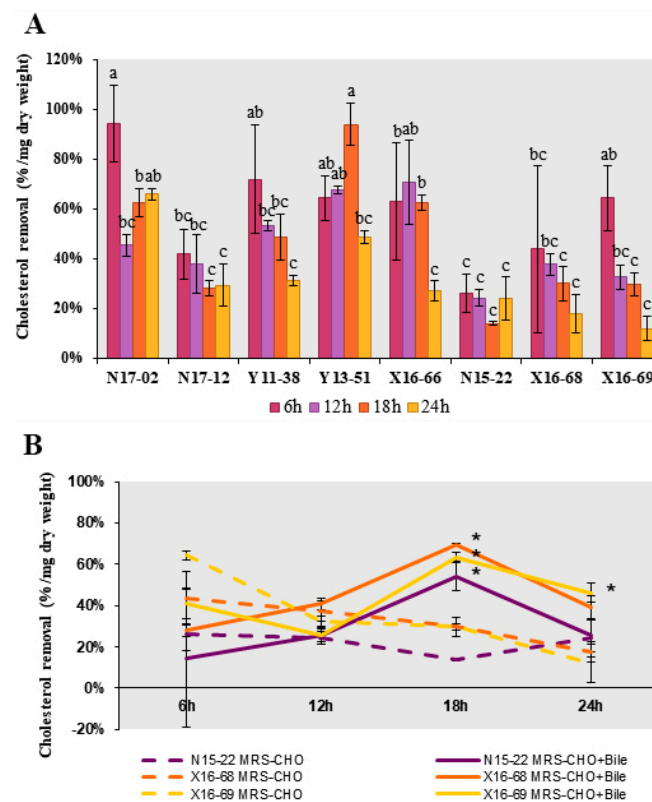 A
Cholesterol removal (%/mg dry weight)
120%
100%
80%
60%
40%
20%
0%
a bc b ab
bc bc c c
ab bc bc c
ab ab a bc
b ab b c
c c c c
bc bc c c
ab bc c c
N17-02 N17-12 Y11-38 Y13-51 X16-66 N15-22 X16-68 X16-69
6h 12h 18h 24h
B
Cholesterol removal (%/mg dry weight)
100%
80%
60%
40%
20%
0%
-20%
*
*
*
*
6h 12h 18h 24h
N15-22 MRS-CHO N15-22 MRS-CHO+Bile
X16-68 MRS-CHO X16-68 MRS-CHO+Bile
X16-69 MRS-CHO X16-69 MRS-CHO+Bile